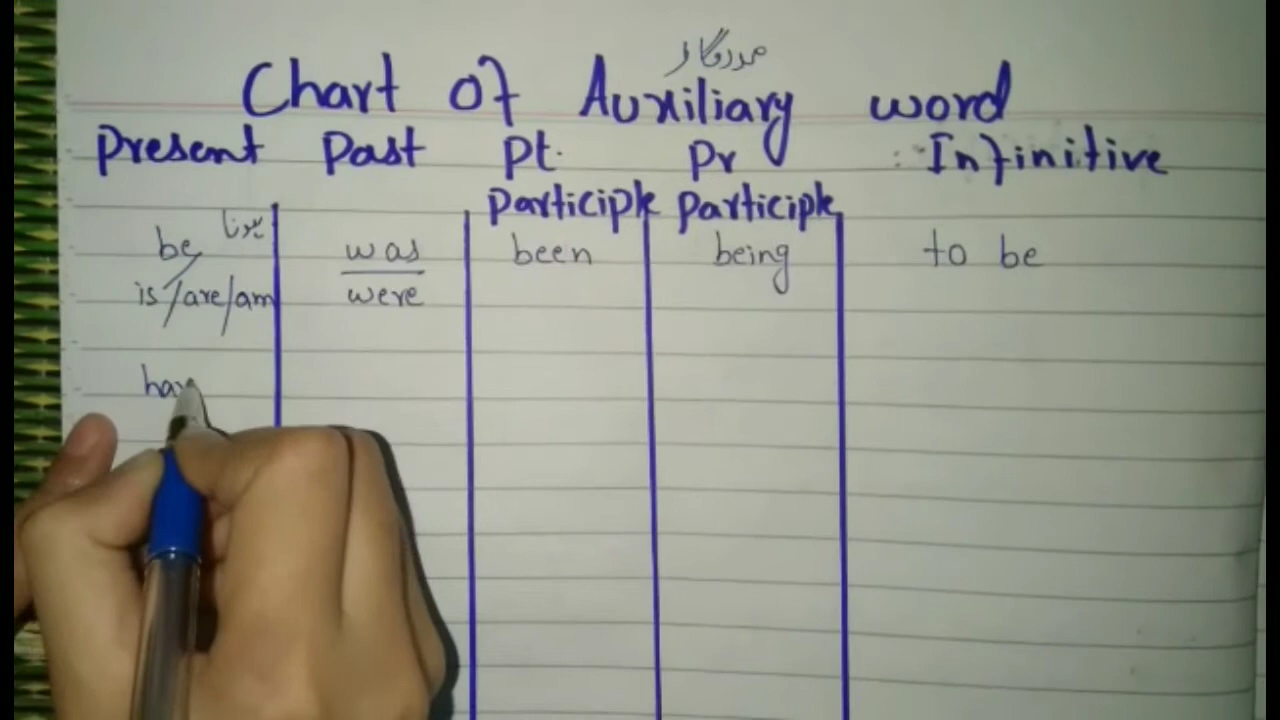 مددگار
Chart of Auxiliary word
Present Past Pt. Pr : Infinitive
Participle Participle
be ہونا was been being to be
is/are/am were
hav